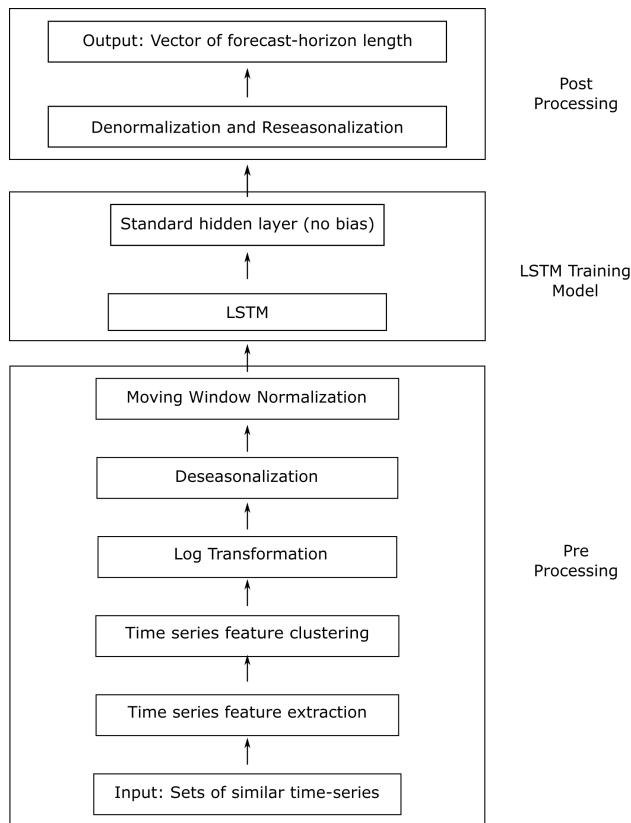 Output: Vector of forecast-horizon length
Denormalization and Reseasonalization
Post
Processing
Standard hidden layer (no bias)
LSTM
LSTM Training
Model
Moving Window Normalization
Deseasonalization
Log Transformation
Time series feature clustering
Time series feature extraction
Input: Sets of similar time-series
Pre
Processing